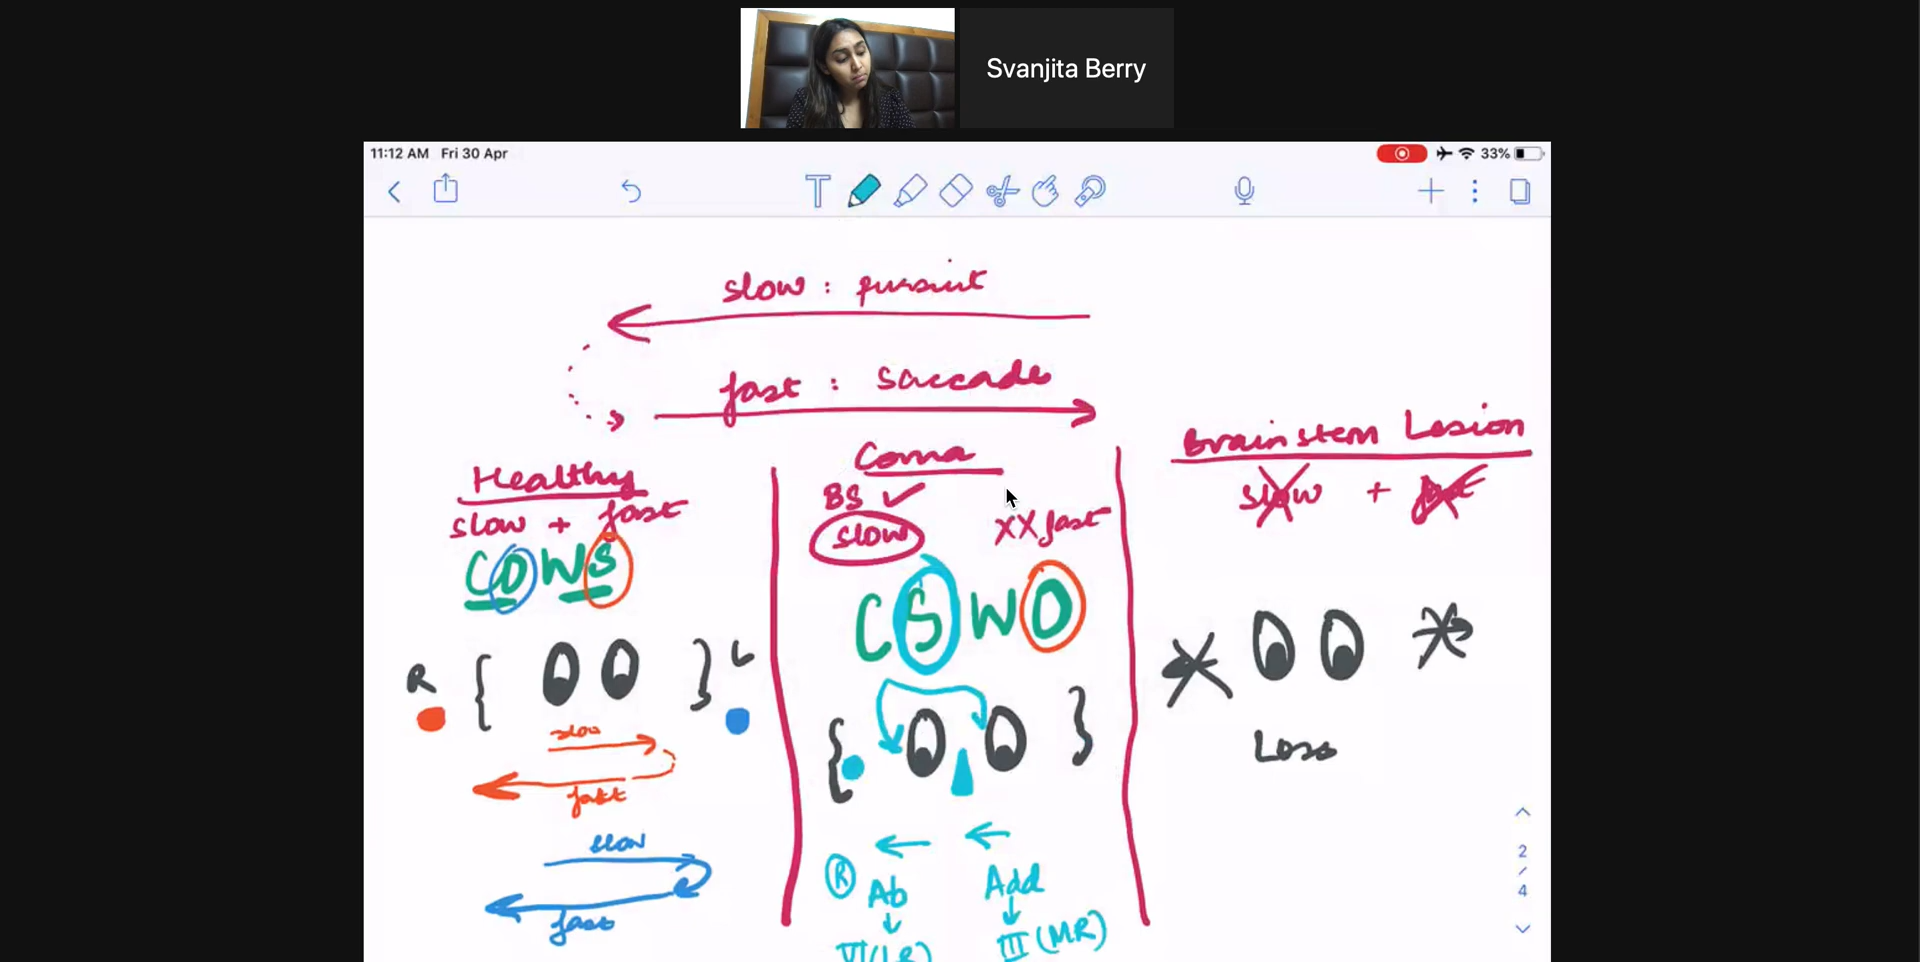 Svanjita Berry
11:12 AM Fri 30 Apr
33%
T
slow : pursuit
fast : saccade
Healthy
slow + fast
COWS
R
L
slow
fast
slow
fast
Coma
BS ✓
slow
XX fast
CSWO
R
Ab
Add
VI (LR)
III (MR)
Brainstem Lesion
slow + fast
Loss
2
/
4